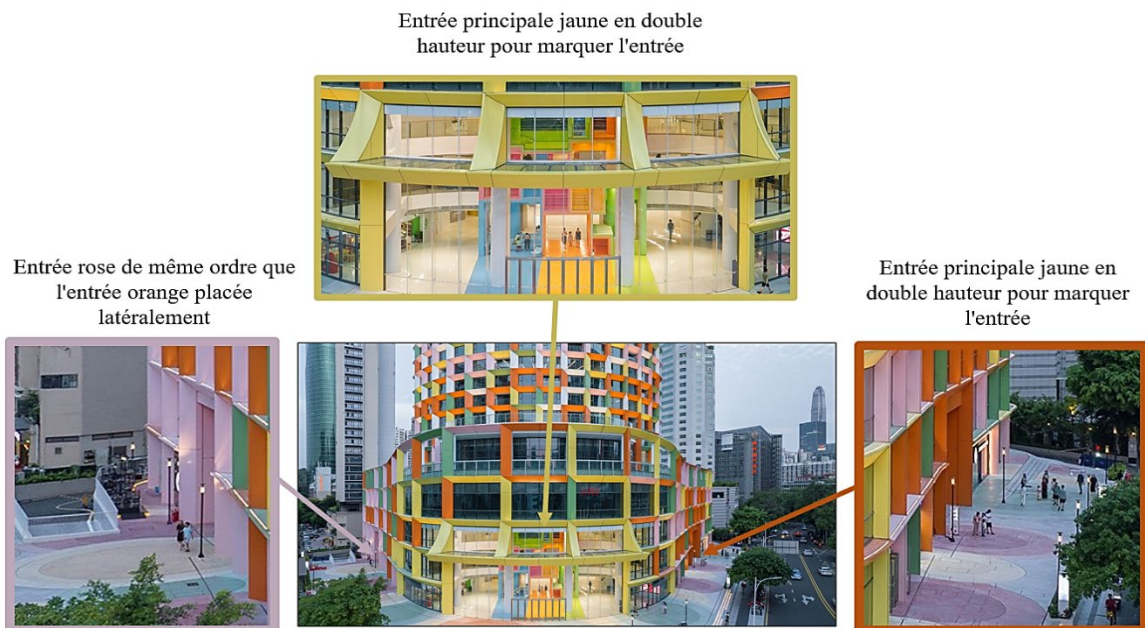 Entrée principale jaune en double
hauteur pour marquer l'entrée
Entrée rose de même ordre que
l'entrée orange placée
latéralement
Entrée principale jaune en
double hauteur pour marquer
l'entrée